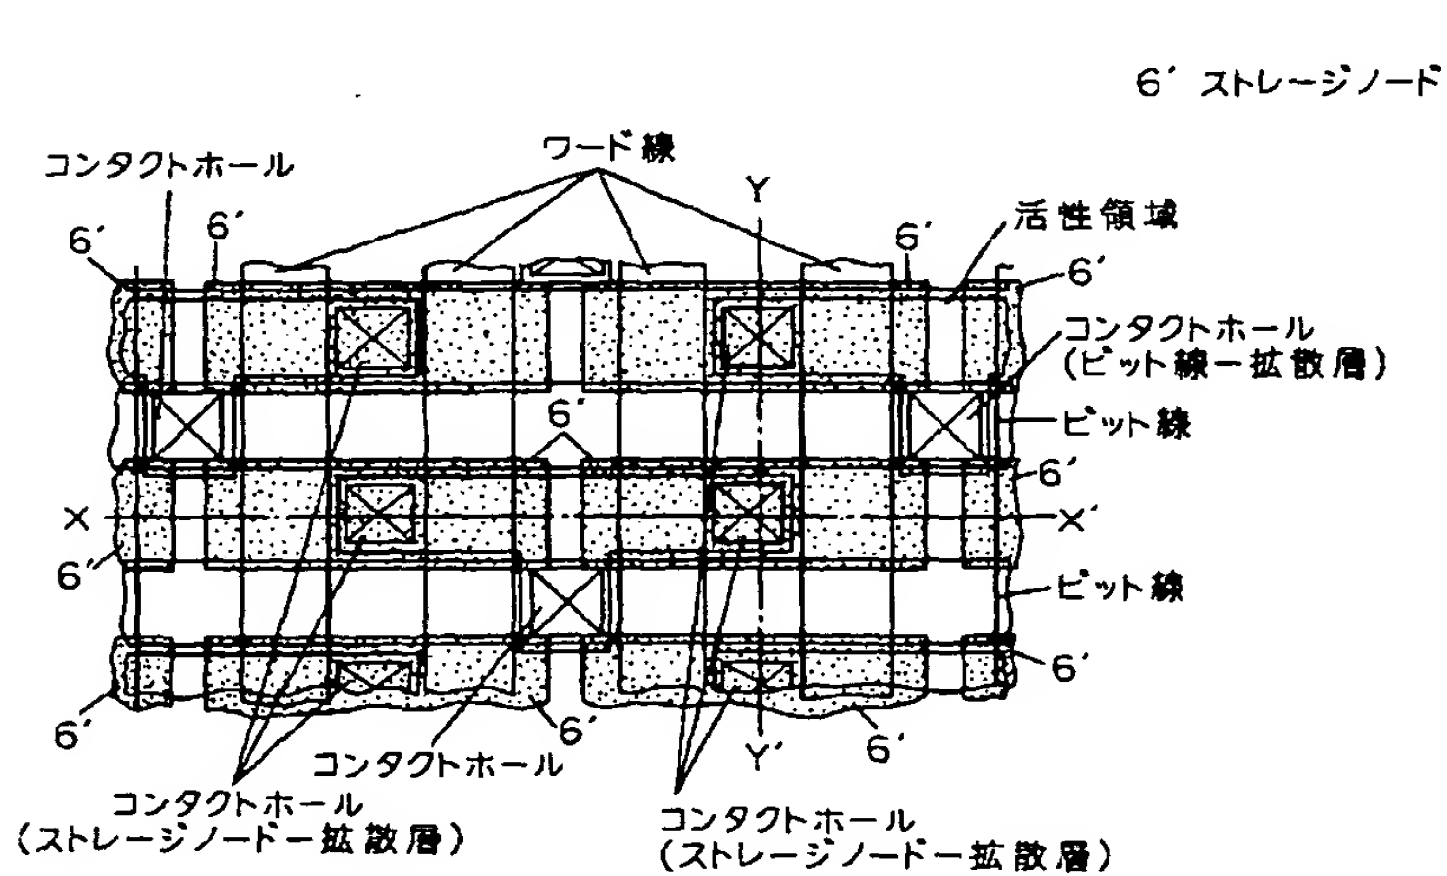 6′ ストレージノード
ワード線
コンタクトホール
Y
活性領域
6′
6′
6′
6′
コンタクトホール
(ビット線ー拡散層)
6′
ビット線
6′
X
X′
6′
ビット線
6′
6′
6′
6′
Y′
コンタクトホール
コンタクトホール
(ストレージノードー拡散層)
コンタクトホール
(ストレージノードー拡散層)